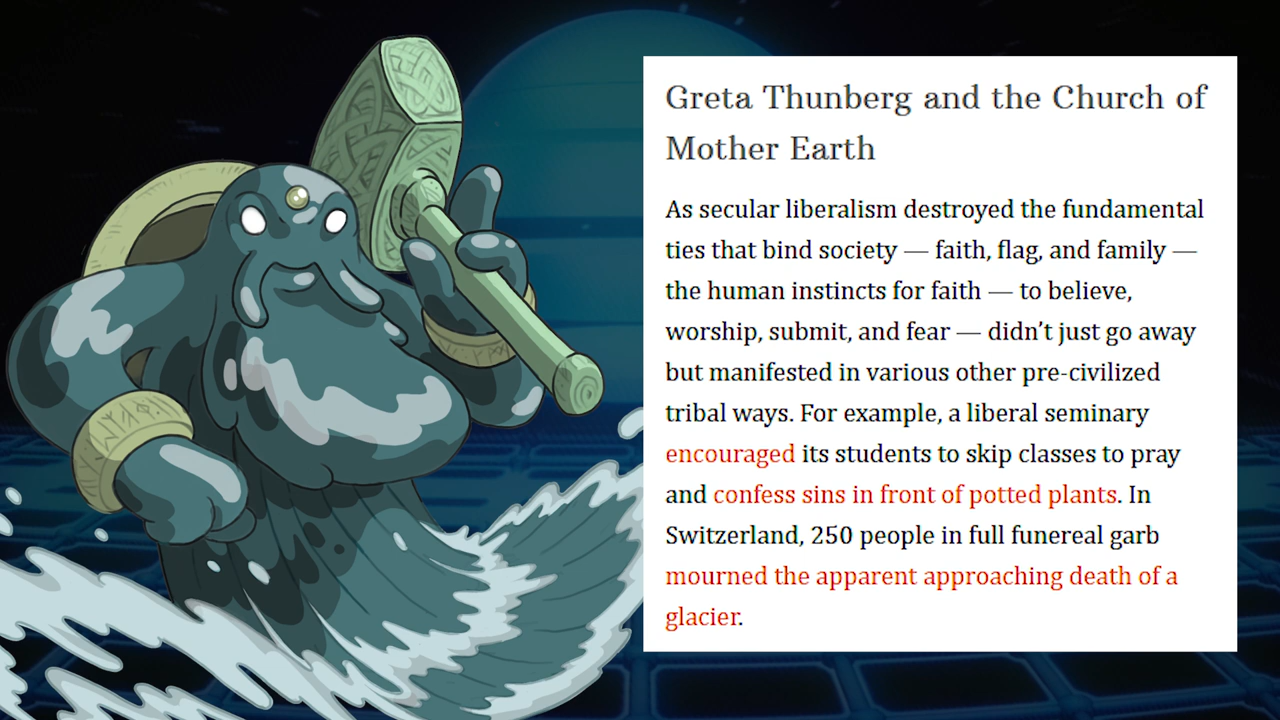 Greta Thunberg and the Church of
Mother Earth
As secular liberalism destroyed the fundamental
ties that bind society — faith, flag, and family —
the human instincts for faith — to believe,
worship, submit, and fear — didn’t just go away
but manifested in various other pre-civilized
tribal ways. For example, a liberal seminary
encouraged its students to skip classes to pray
and confess sins in front of potted plants. In
Switzerland, 250 people in full funereal garb
mourned the apparent approaching death of a
glacier.